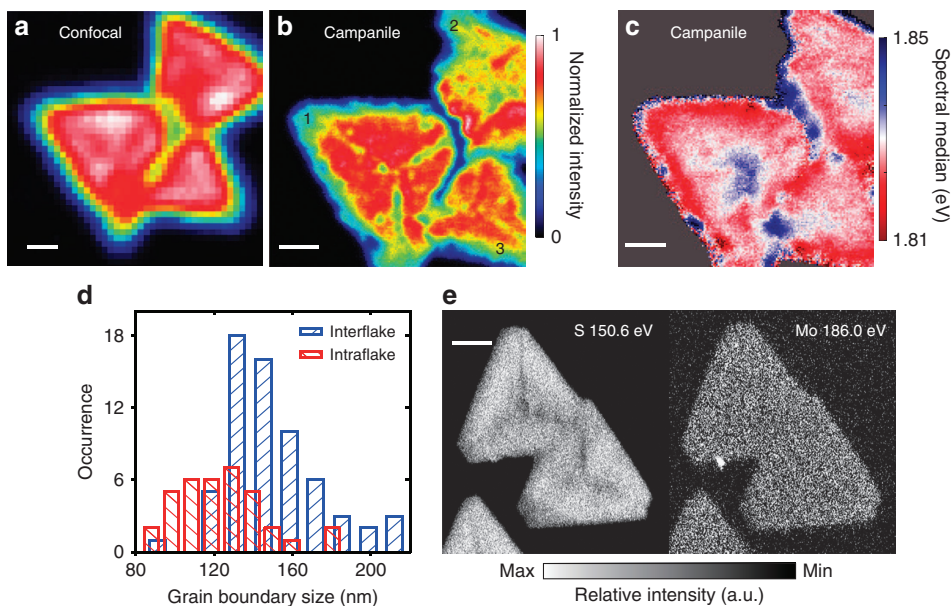 a
Confocal
b
Campanile
1
2
3
1
Normalized intensity
0
c
Campanile
1.85
Spectral median (eV)
1.81
d
18
12
6
0
Occurrence
Interflake
Intraflake
80
120
160
200
Grain boundary size (nm)
e
S 150.6 eV
Mo 186.0 eV
Max
Min
Relative intensity (a.u.)